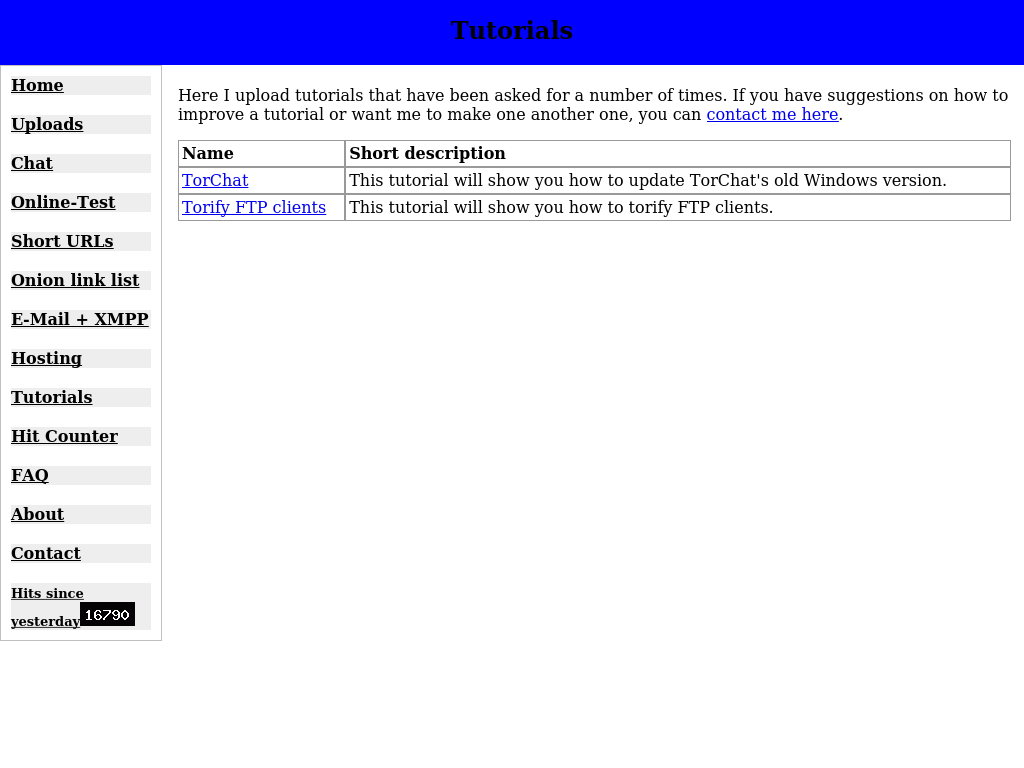 Tutorials
Home
Uploads
Chat
Online-Test
Short URLs
Onion link list
E-Mail + XMPP
Hosting
Tutorials
Hit Counter
FAQ
About
Contact
Hits since
yesterday 16790
Here I upload tutorials that have been asked for a number of times. If you have suggestions on how to
improve a tutorial or want me to make one another one, you can contact me here.
Name Short description
TorChat This tutorial will show you how to update TorChat's old Windows version.
Torify FTP clients This tutorial will show you how to torify FTP clients.